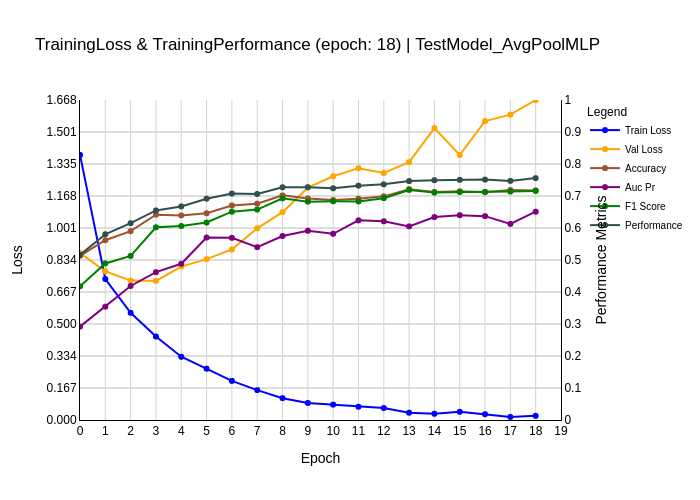 TrainingLoss & TrainingPerformance (epoch: 18) | TestModel_AvgPoolMLP
Legend
Train Loss
Val Loss
Accuracy
Auc Pr
F1 Score
Performance
Loss
1.668
1.501
1.335
1.168
1.001
0.834
0.667
0.500
0.334
0.167
0.000
1
0.9
0.8
0.7
0.6
0.5
0.4
0.3
0.2
0.1
0
Performance Metrics
0 1 2 3 4 5 6 7 8 9 10 11 12 13 14 15 16 17 18 19
Epoch